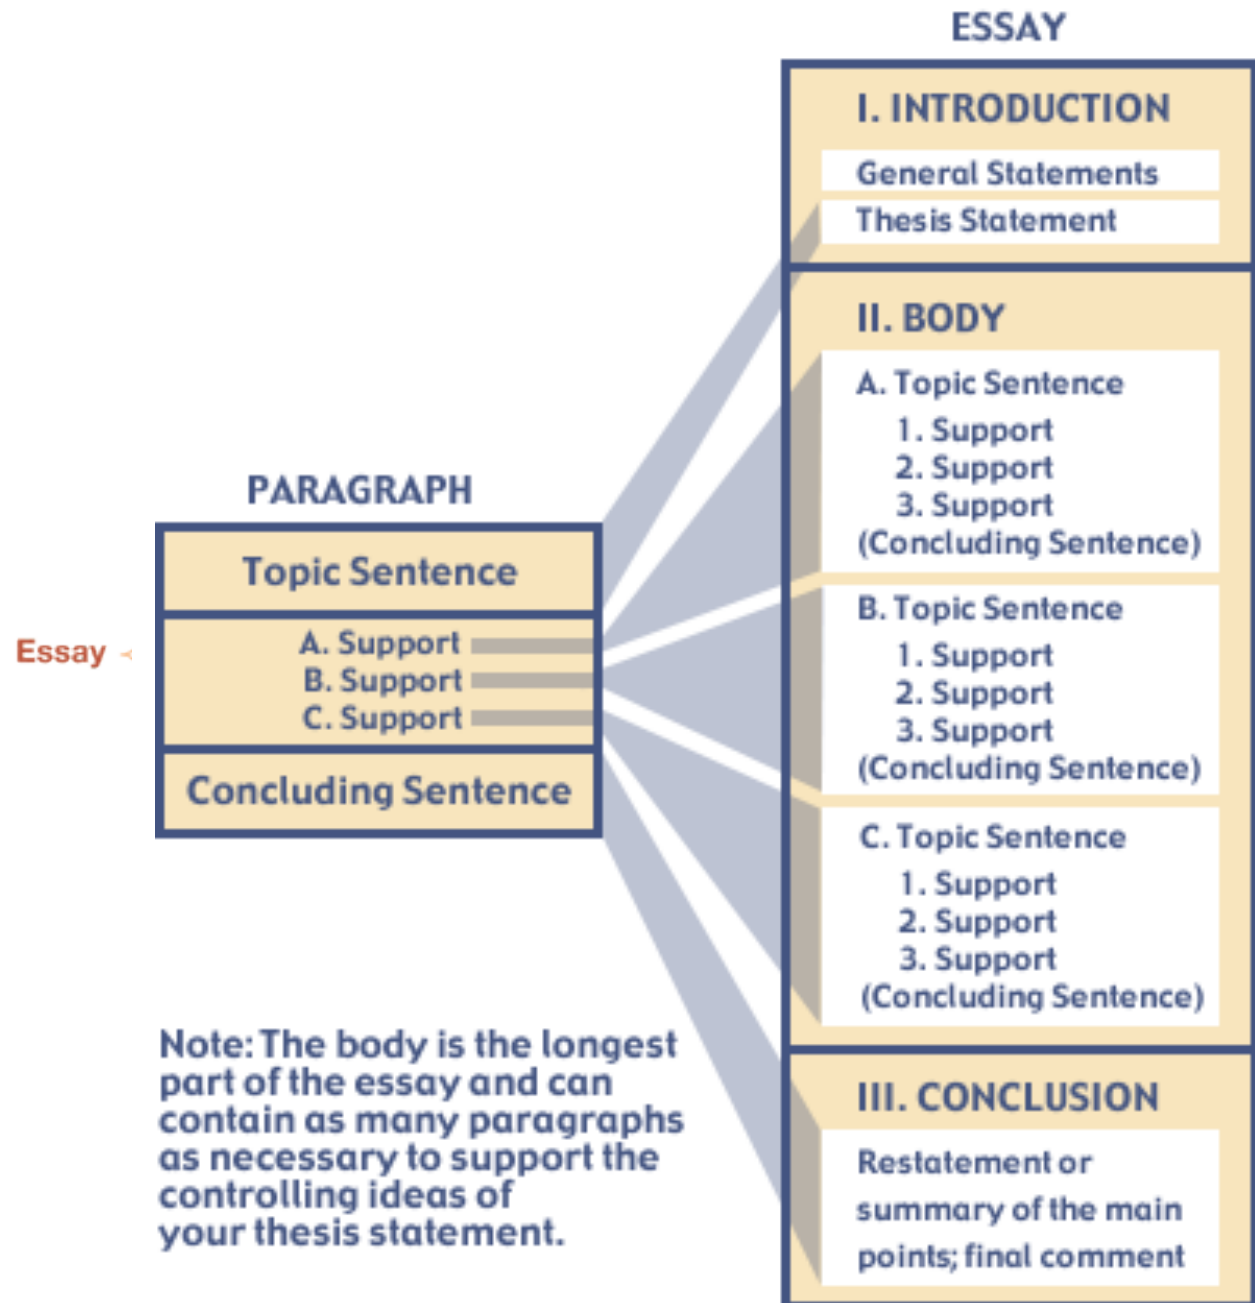 Essay
PARAGRAPH
Topic Sentence
A. Support
B. Support
C. Support
Concluding Sentence
Note: The body is the longest
part of the essay and can
contain as many paragraphs
as necessary to support the
controlling ideas of
your thesis statement.
ESSAY
I. INTRODUCTION
General Statements
Thesis Statement
II. BODY
A. Topic Sentence
1. Support
2. Support
3. Support
(Concluding Sentence)
B. Topic Sentence
1. Support
2. Support
3. Support
(Concluding Sentence)
C. Topic Sentence
1. Support
2. Support
3. Support
(Concluding Sentence)
III. CONCLUSION
Restatement or
summary of the main
points; final comment